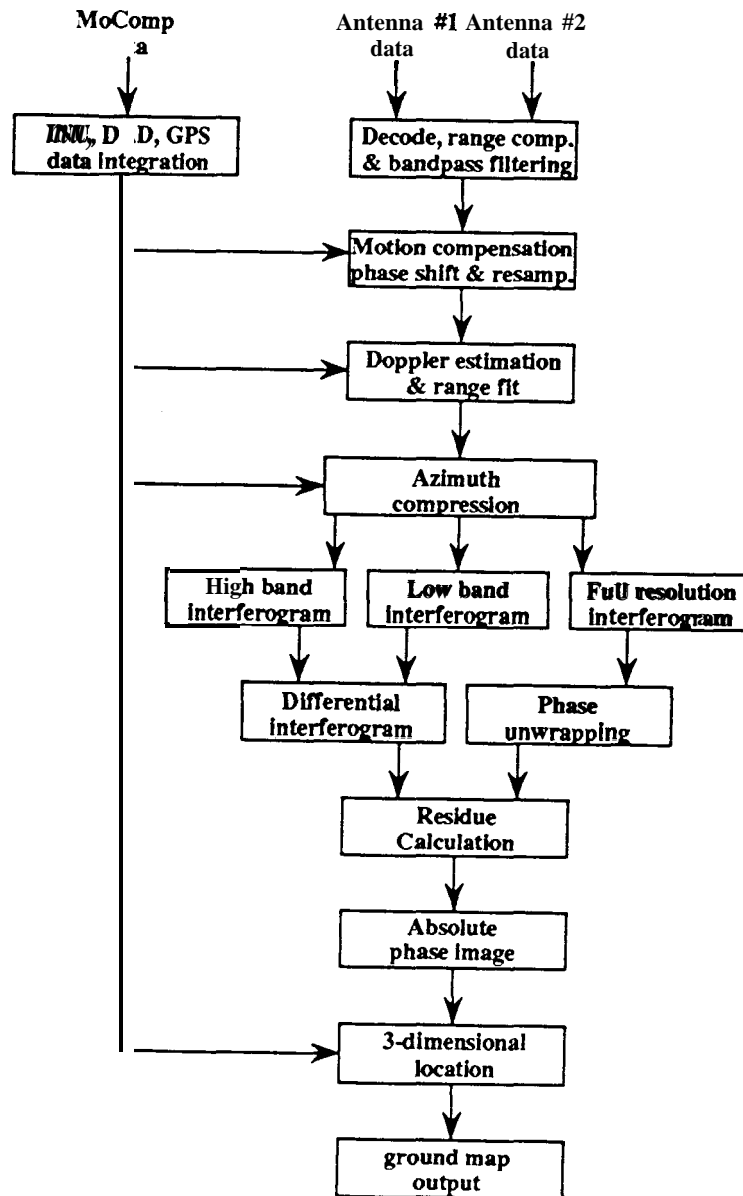 MoComp
Antenna #1 Antenna #2
data
data
GPS
data integration
Decode, range comp.
& bandpass filtering
Motion compensation
phase shift & resamp.
Doppler estimation
& range fit
Azimuth
compression
High band
interferogram
Low band
interferogram
Full resolution
interferogram
Differential
interferogram
Phase
unwrapping
Residue
Calculation
Absolute
phase image
3-dimensional
location
ground map
output